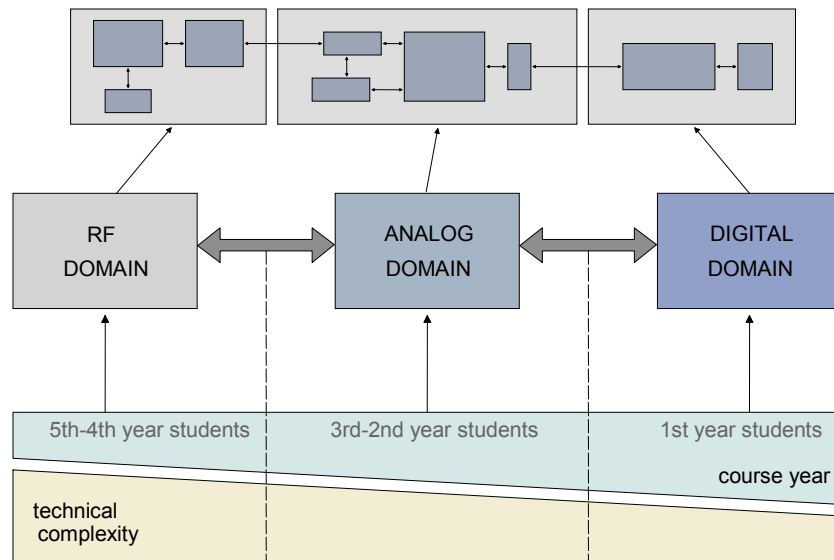 RF
DOMAIN
ANALOG
DOMAIN
DIGITAL
DOMAIN
5th-4th year students
3rd-2nd year students
1st year students
course year
technical
complexity